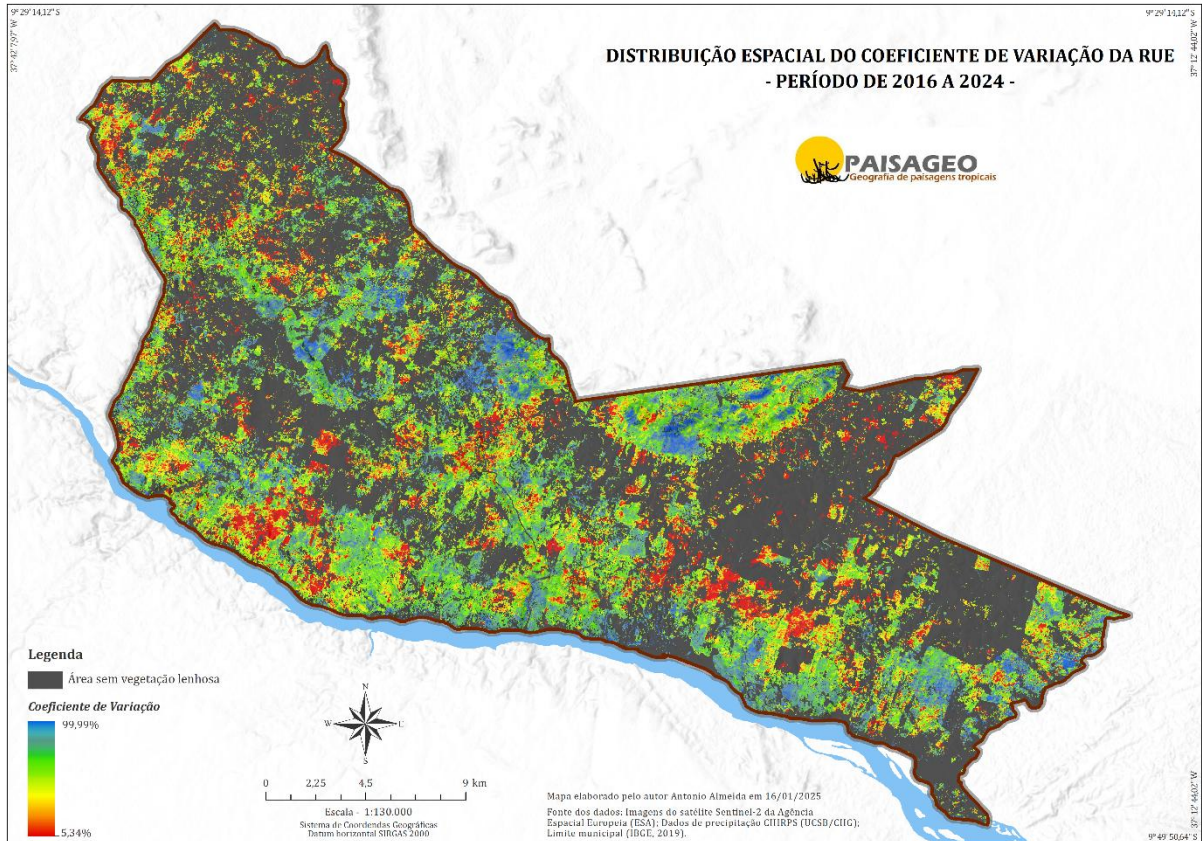 9° 29' 14,12" S
9° 29' 14,12" S
37° 42' 7,97" W
37° 12' 44,02" W
DISTRIBUIÇÃO ESPACIAL DO COEFICIENTE DE VARIAÇÃO DA RUE
- PERÍODO DE 2016 A 2024 -
PAISAGEO
Geografia de paisagens tropicais
Legenda
Área sem vegetação lenhosa
Coeficiente de Variação
99,99%
5,34%
N
W
L
S
0 2,25 4,5 9 km
Escala - 1:130.000
Sistema de Coordendas Geográficas
Datum horizontal SIRGAS 2000
Mapa elaborado pelo autor Antonio Almeida em 16/01/2025
Fonte dos dados: Imagens do satélite Sentinel-2 da Agência
Espacial Europeia (ESA); Dados de precipitação CHIRPS (UCSB/CHG);
Limite municipal (IBGE, 2019).
37° 12' 44,02" W
9° 49' 50,64" S